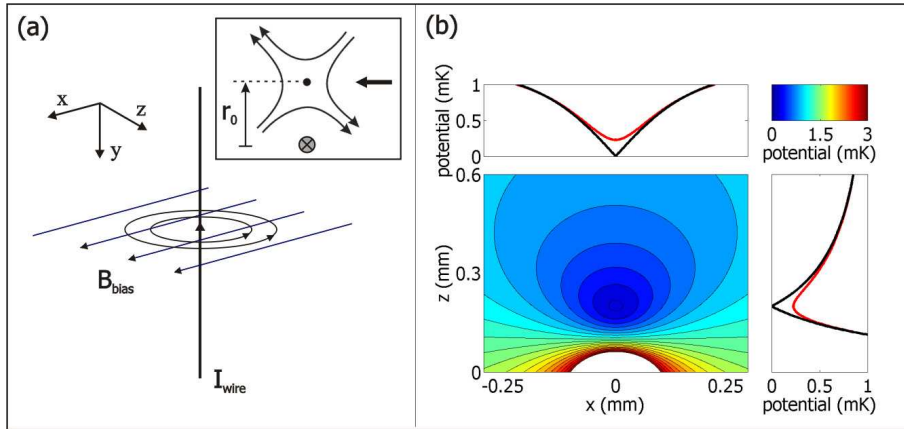 (a)
x
z
y
r0
Bbias
Iwire
(b)
potential (mK)
1
0.5
0
0 1.5 3
potential (mK)
z (mm)
0.6
0.3
0
-0.25 0 0.25
x (mm)
0 0.5 1
potential (mK)